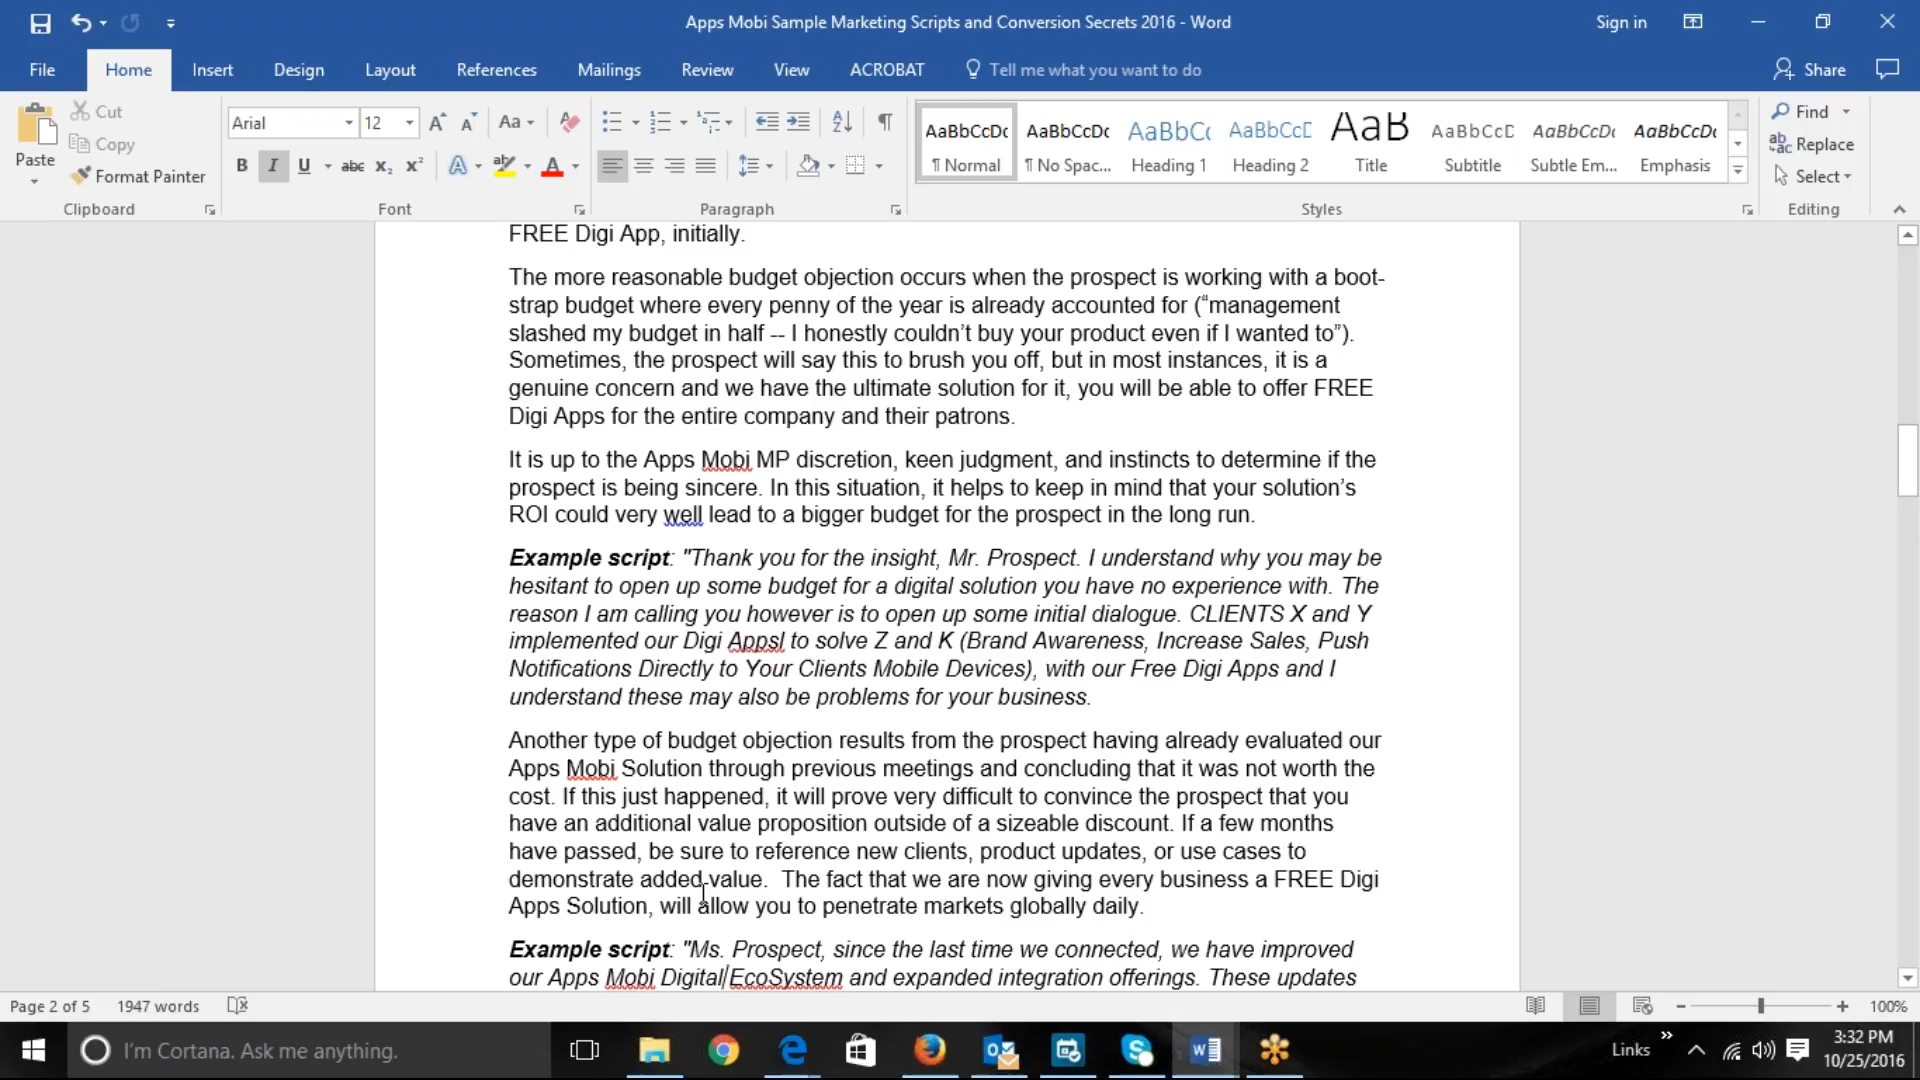 Apps Mobi Sample Marketing Scripts and Conversion Secrets 2016 - Word
Sign in
File Home Insert Design Layout References Mailings Review View ACROBAT Tell me what you want to do Share
Paste
Cut
Copy
Format Painter
Clipboard
Arial 12
Font
Paragraph
AaBbCcDc AaBbCcDc AaBbCc AaBbCcD AaB AaBbCcD AaBbCcDc AaBbCcDc
¶ Normal ¶ No Spac... Heading 1 Heading 2 Title Subtitle Subtle Em... Emphasis
Styles
Find
Replace
Select
Editing
FREE Digi App, initially.
The more reasonable budget objection occurs when the prospect is working with a boot-
strap budget where every penny of the year is already accounted for (“management
slashed my budget in half -- I honestly couldn’t buy your product even if I wanted to”).
Sometimes, the prospect will say this to brush you off, but in most instances, it is a
genuine concern and we have the ultimate solution for it, you will be able to offer FREE
Digi Apps for the entire company and their patrons.
It is up to the Apps Mobi MP discretion, keen judgment, and instincts to determine if the
prospect is being sincere. In this situation, it helps to keep in mind that your solution’s
ROI could very well lead to a bigger budget for the prospect in the long run.
Example script: "Thank you for the insight, Mr. Prospect. I understand why you may be
hesitant to open up some budget for a digital solution you have no experience with. The
reason I am calling you however is to open up some initial dialogue. CLIENTS X and Y
implemented our Digi AppsI to solve Z and K (Brand Awareness, Increase Sales, Push
Notifications Directly to Your Clients Mobile Devices), with our Free Digi Apps and I
understand these may also be problems for your business.
Another type of budget objection results from the prospect having already evaluated our
Apps Mobi Solution through previous meetings and concluding that it was not worth the
cost. If this just happened, it will prove very difficult to convince the prospect that you
have an additional value proposition outside of a sizeable discount. If a few months
have passed, be sure to reference new clients, product updates, or use cases to
demonstrate added value.  The fact that we are now giving every business a FREE Digi
Apps Solution, will allow you to penetrate markets globally daily.
Example script: "Ms. Prospect, since the last time we connected, we have improved
our Apps Mobi Digital EcoSystem and expanded integration offerings. These updates
Page 2 of 5 1947 words 100%
I’m Cortana. Ask me anything. Links 3:32 PM
10/25/2016